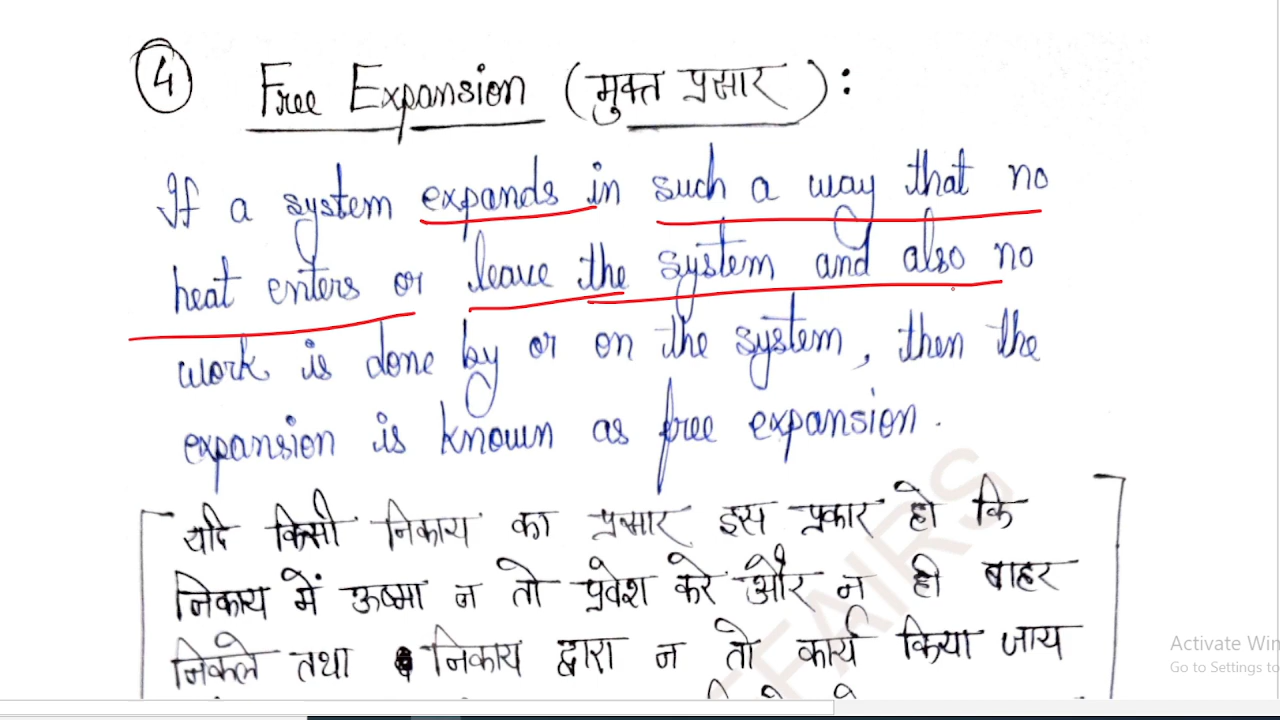 4 Free Expansion (मुक्त प्रसार):
If a system expands in such a way that no
heat enters or leave the system and also no
work is done by or on the system, then the
expansion is known as free expansion.
यदि किसी निकाय का प्रसार इस प्रकार हो कि
निकाय में ऊष्मा न तो प्रवेश करे और न ही बाहर
निकले तथा निकाय द्वारा न तो कार्य किया जाय
FAIRS
Activate Win
Go to Settings to